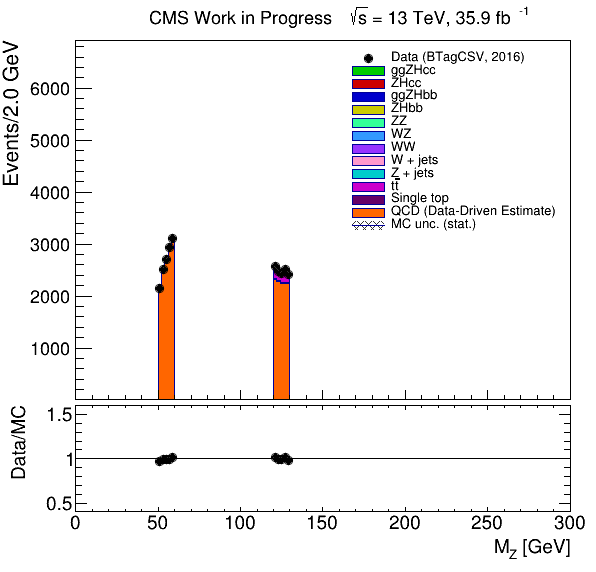 CMS Work in Progress √s = 13 TeV, 35.9 fb⁻¹
Events/2.0 GeV
6000
5000
4000
3000
2000
1000
Data (BTagCSV, 2016)
ggZHcc
ZHcc
ggZHbb
ZHbb
ZZ
WZ
WW
W + jets
Z + jets
tt̅
Single top
QCD (Data-Driven Estimate)
MC unc. (stat.)
Data/MC
1.5
1
0.5
0 50 100 150 200 250 300
M_Z [GeV]